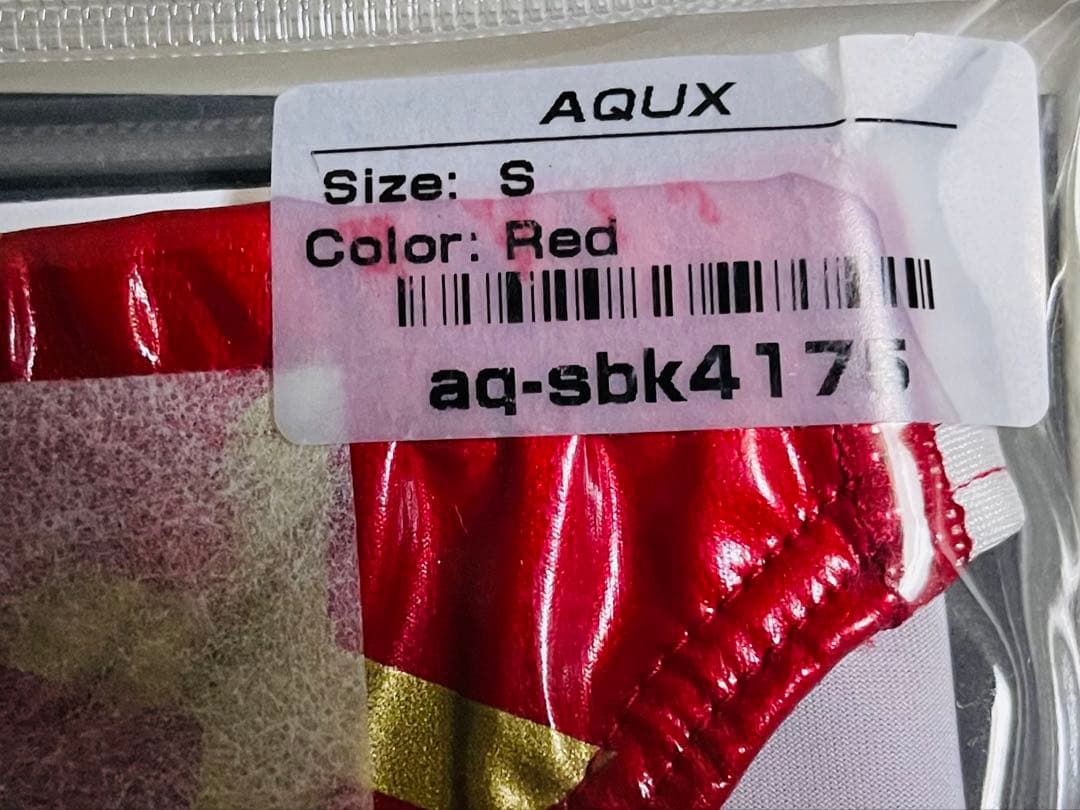 AQUX
Size: S
Color: Red
aq-sbk4175